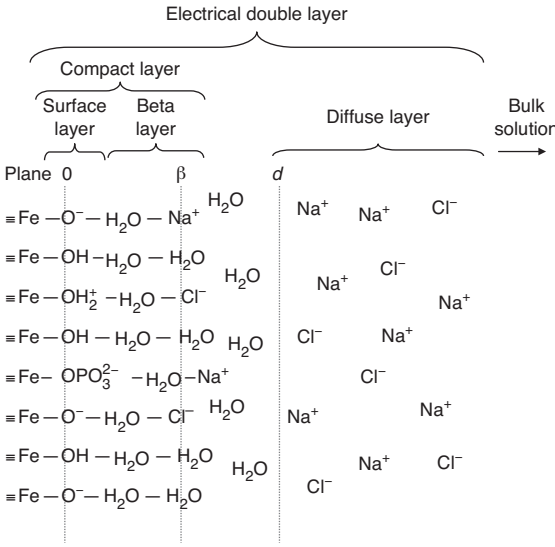 Electrical double layer
Compact layer
Surface layer
Beta layer
Diffuse layer
Bulk solution
Plane 0 β d
≡Fe—O⁻—H₂O—Na⁺ H₂O Na⁺ Na⁺ Cl⁻
≡Fe—OH—H₂O—H₂O
H₂O Na⁺ Cl⁻
≡Fe—OH₂⁺—H₂O—Cl⁻ Na⁺
≡Fe—OH—H₂O—H₂O H₂O Cl⁻ Na⁺
≡Fe—OPO₃²⁻—H₂O—Na⁺ Cl⁻
≡Fe—O⁻—H₂O—Cl⁻ H₂O Na⁺ Na⁺
≡Fe—OH—H₂O—H₂O H₂O Na⁺ Cl⁻
≡Fe—O⁻—H₂O—H₂O Cl⁻